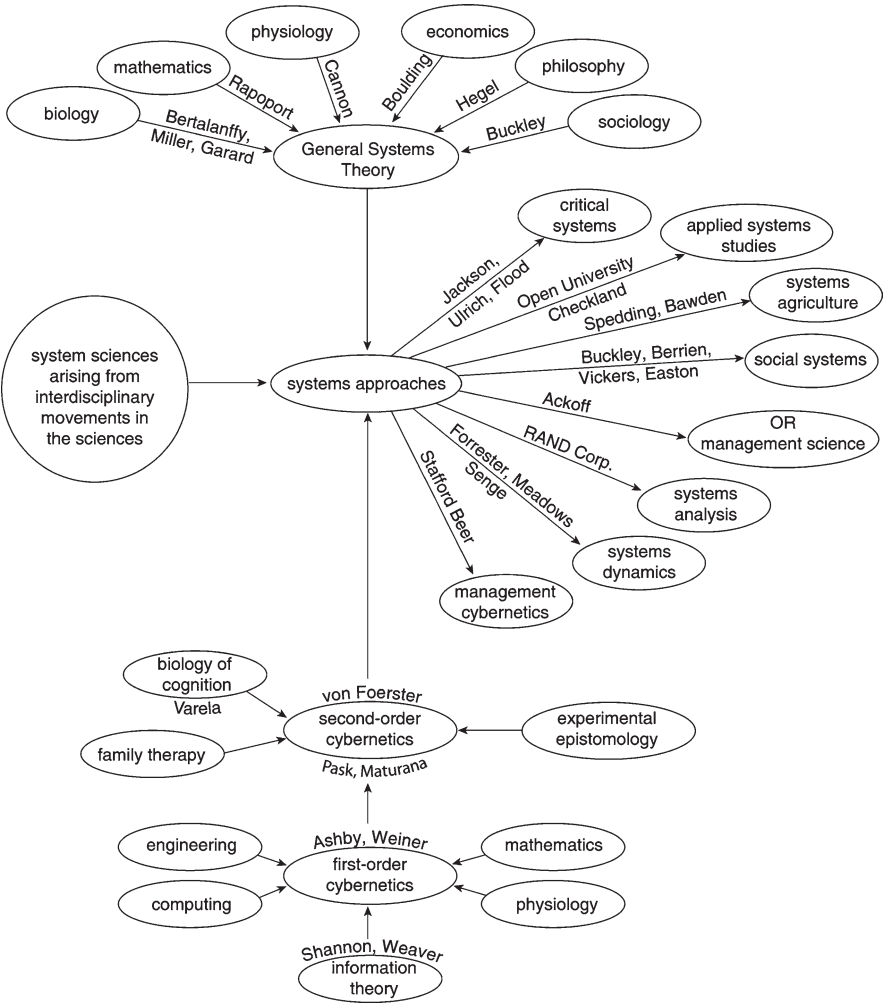 physiology
economics
mathematics
philosophy
biology
sociology
Rapoport
Cannon
Boulding
Hegel
Buckley
Bertalanffy,
Miller, Garard
General Systems
Theory
critical
systems
applied systems
studies
systems
agriculture
social systems
OR
management science
systems
analysis
systems
dynamics
management
cybernetics
Jackson,
Ulrich, Flood
Open University
Checkland
Spedding, Bawden
Buckley, Berrien,
Vickers, Easton
Ackoff
RAND Corp.
Forrester, Meadows
Senge
Stafford Beer
system sciences
arising from
interdisciplinary
movements in
the sciences
systems approaches
biology of
cognition
Varela
family therapy
von Foerster
second-order
cybernetics
Pask, Maturana
experimental
epistomology
engineering
computing
Ashby, Weiner
first-order
cybernetics
mathematics
physiology
Shannon, Weaver
information
theory